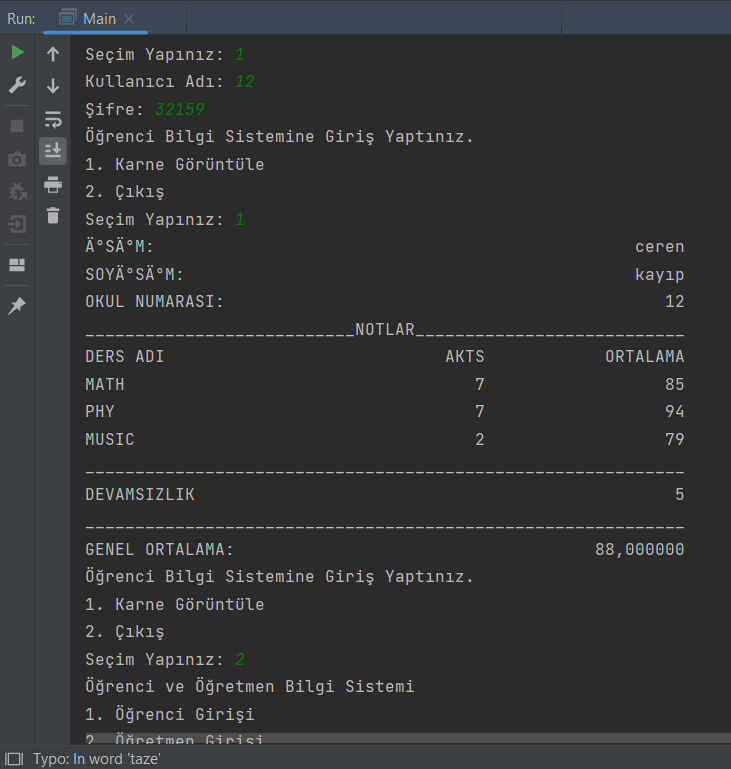 Run: Main
Seçim Yapınız: 1
Kullanıcı Adı: 12
Şifre: 32159
Öğrenci Bilgi Sistemine Giriş Yaptınız.
1. Karne Görüntüle
2. Çıkış
Seçim Yapınız: 1
Ä°SÄ°M: ceren
SOYÄ°SÄ°M: kayıp
OKUL NUMARASI: 12
___________________________NOTLAR___________________________
DERS ADI AKTS ORTALAMA
MATH 7 85
PHY 7 94
MUSIC 2 79
____________________________________________________________
DEVAMSIZLIK 5
____________________________________________________________
GENEL ORTALAMA: 88,000000
Öğrenci Bilgi Sistemine Giriş Yaptınız.
1. Karne Görüntüle
2. Çıkış
Seçim Yapınız: 2
Öğrenci ve Öğretmen Bilgi Sistemi
1. Öğrenci Girişi
2. Öğretmen Girişi
Typo: In word 'taze'